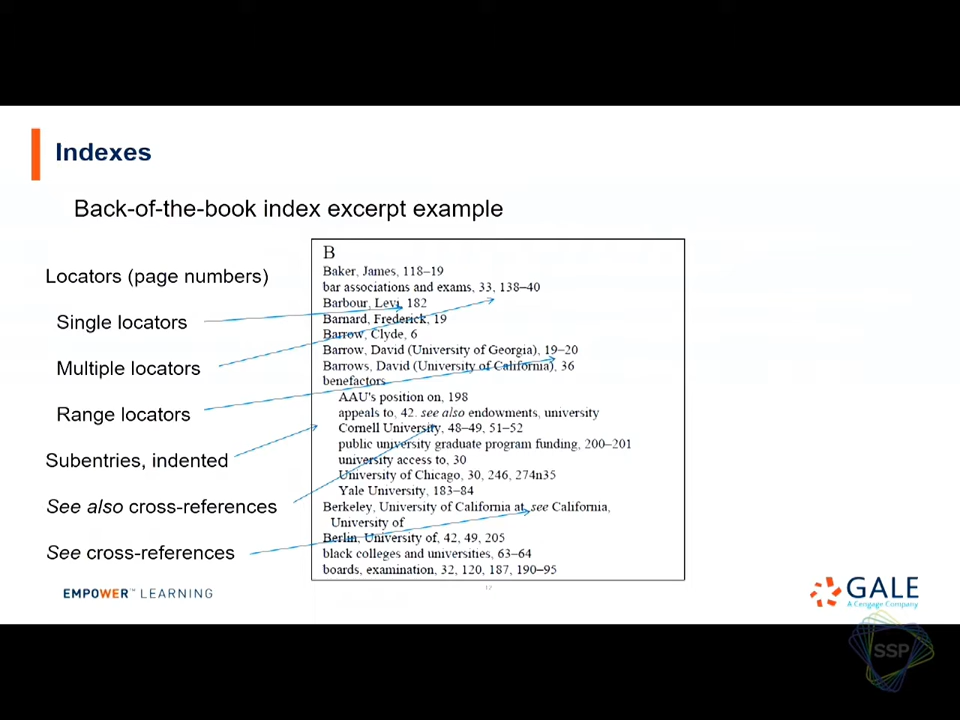 Indexes
Back-of-the-book index excerpt example
Locators (page numbers)
Single locators
Multiple locators
Range locators
Subentries, indented
See also cross-references
See cross-references
B
Baker, James, 118–19
bar associations and exams, 33, 138–40
Barbour, Levi, 182
Barnard, Frederick, 19
Barrow, Clyde, 6
Barrow, David (University of Georgia), 19–20
Barrows, David (University of California), 36
benefactors
AAU's position on, 198
appeals to, 42. see also endowments, university
Cornell University, 48–49, 51–52
public university graduate program funding, 200–201
university access to, 30
University of Chicago, 30, 246, 274n35
Yale University, 183–84
Berkeley, University of California at, see California,
University of
Berlin, University of, 42, 49, 205
black colleges and universities, 63–64
boards, examination, 32, 120, 187, 190–95
EMPOWER™ LEARNING
17
GALE
A Cengage Company
SSP